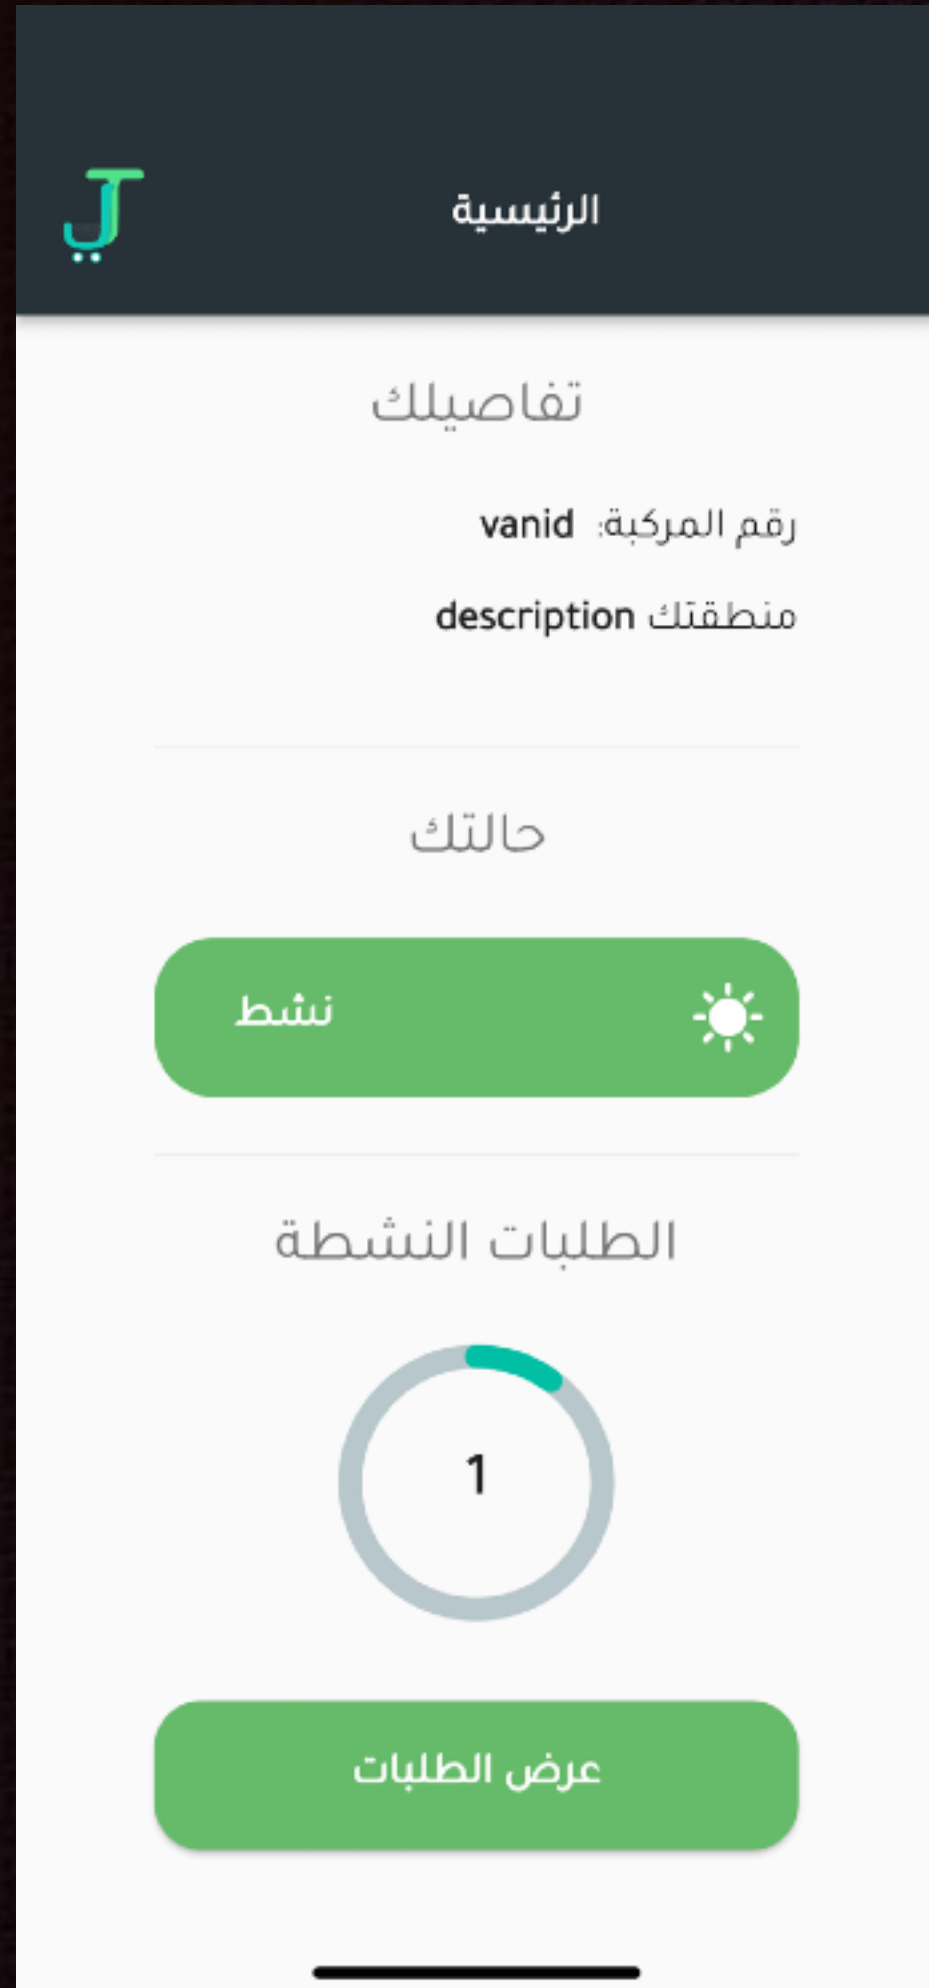 الرئيسية
تفاصيلك
رقم المركبة: vanid
منطقتك description
حالتك
نشط
الطلبات النشطة
1
عرض الطلبات